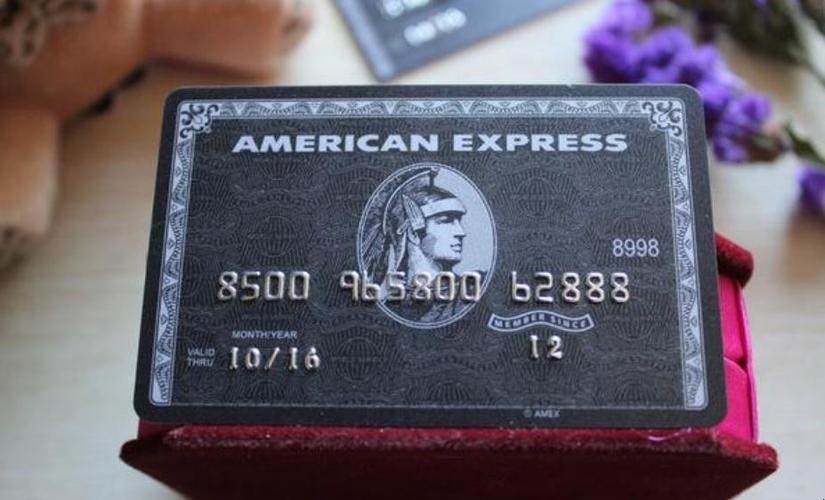 AMERICAN EXPRESS
8998
8500 965800 62888
MEMBER SINCE
MONTH/YEAR
VALID THRU 10/16 12
© AMEX